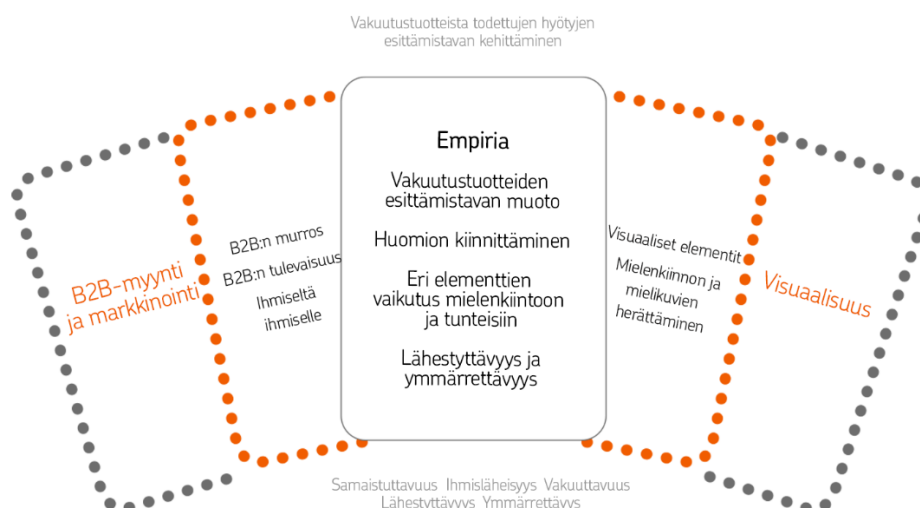 Vakuutustuotteista todettujen hyötyjen
esittämistavan kehittäminen
B2B-myynti
ja markkinointi
B2B:n murros
B2B:n tulevaisuus
Ihmiseltä
ihmiselle
Empiria
Vakuutustuotteiden
esittämistavan muoto
Huomion kiinnittäminen
Eri elementtien
vaikutus mielenkiintoon
ja tunteisiin
Lähestyttävyys ja
ymmärrettävyys
Visuaaliset elementit
Mielenkiinnon ja
mielikuvien
herättäminen
Visuaalisuus
Samaistuttavuus Ihmisläheisyys Vakuuttavuus
Lähestyttävyys Ymmärrettävys